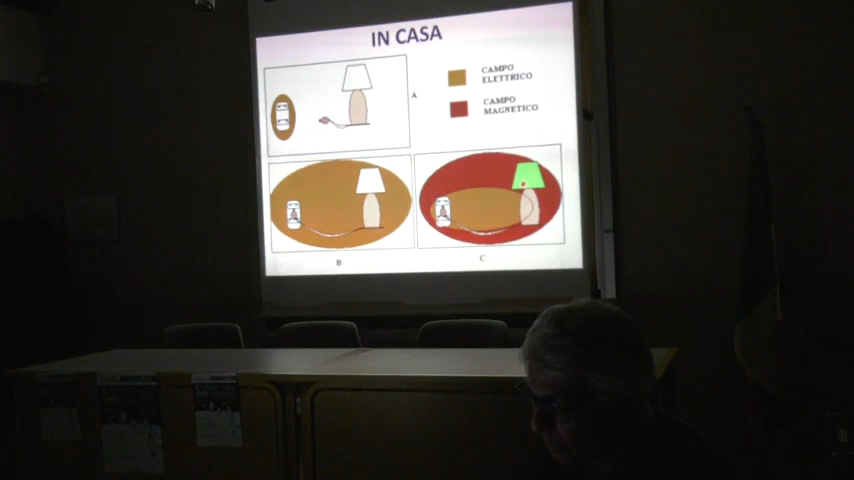 IN CASA
CAMPO
ELETTRICO
A
CAMPO
MAGNETICO
B
C